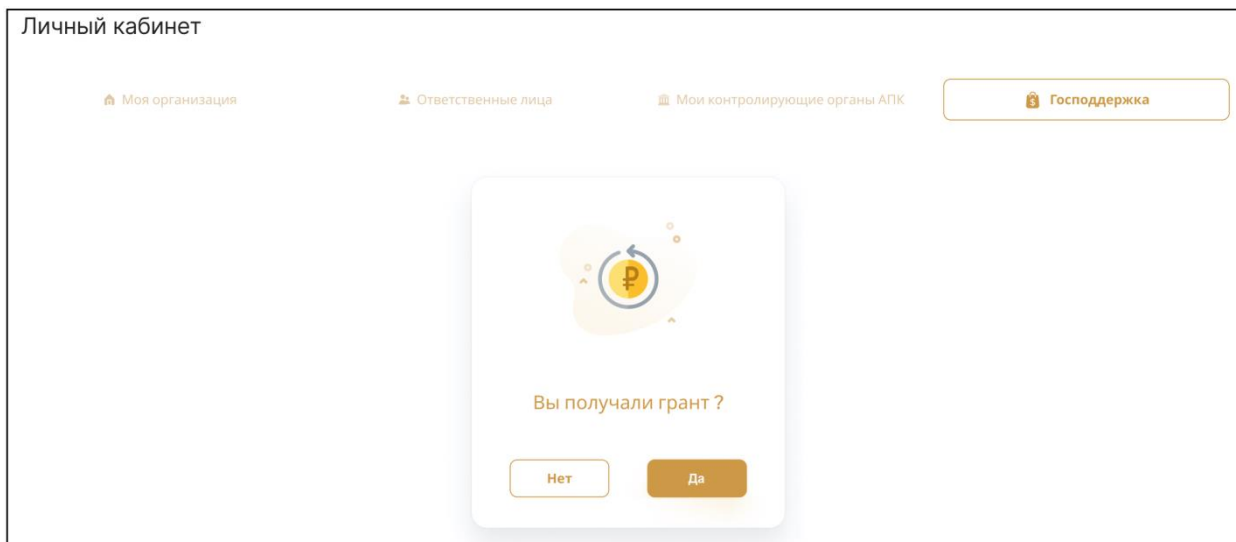 Личный кабинет
Моя организация Ответственные лица Мои контролирующие органы АПК Господдержка
₽
Вы получали грант ?
Нет Да